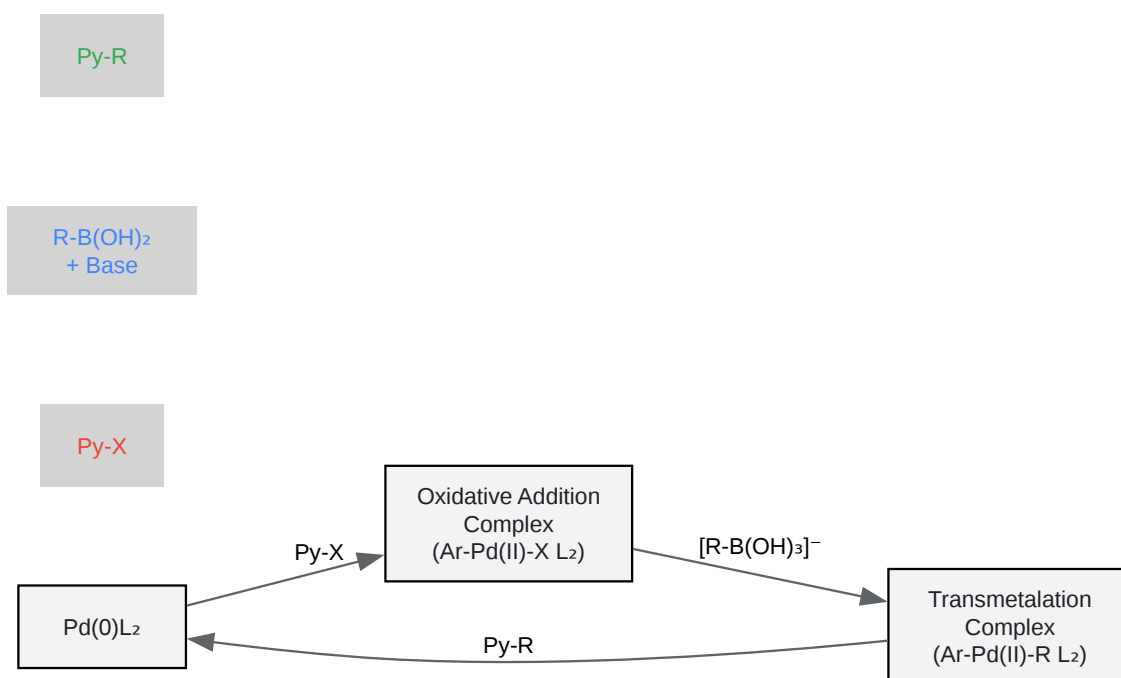 Py-R
R-B(OH)₂
+ Base
Py-X
Oxidative Addition
Complex
(Ar-Pd(II)-X L₂)
Py-X
[R-B(OH)₃]⁻
Pd(0)L₂
Transmetalation
Complex
(Ar-Pd(II)-R L₂)
Py-R